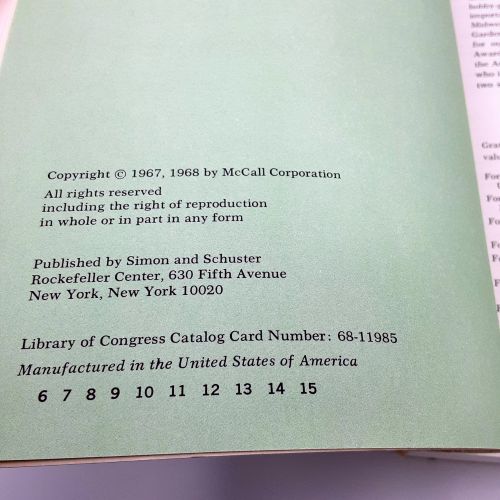 Copyright © 1967, 1968 by McCall Corporation
All rights reserved
including the right of reproduction
in whole or in part in any form
Published by Simon and Schuster
Rockefeller Center, 630 Fifth Avenue
New York, New York 10020
Library of Congress Catalog Card Number: 68-11985
Manufactured in the United States of America
6 7 8 9 10 11 12 13 14 15